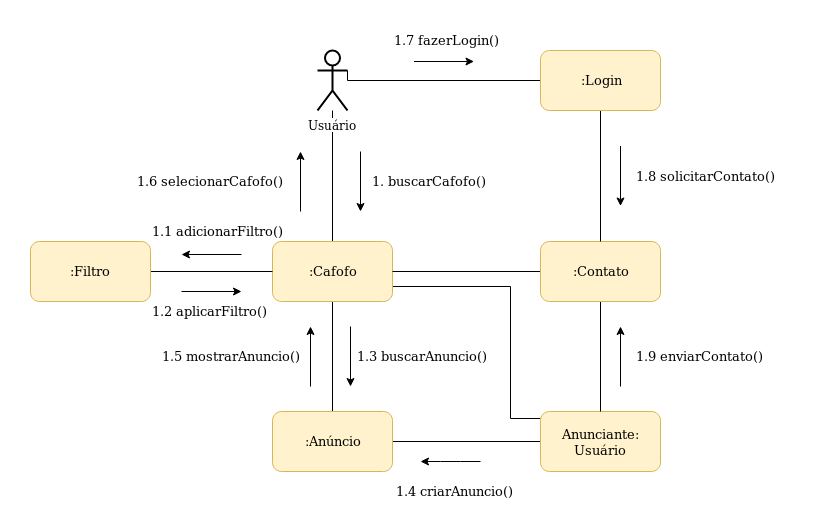 1.7 fazerLogin()
:Login
Usuário
1.6 selecionarCafofo()
1. buscarCafofo()
1.8 solicitarContato()
1.1 adicionarFiltro()
:Filtro
:Cafofo
:Contato
1.2 aplicarFiltro()
1.5 mostrarAnuncio()
1.3 buscarAnuncio()
1.9 enviarContato()
:Anúncio
Anunciante:
Usuário
1.4 criarAnuncio()